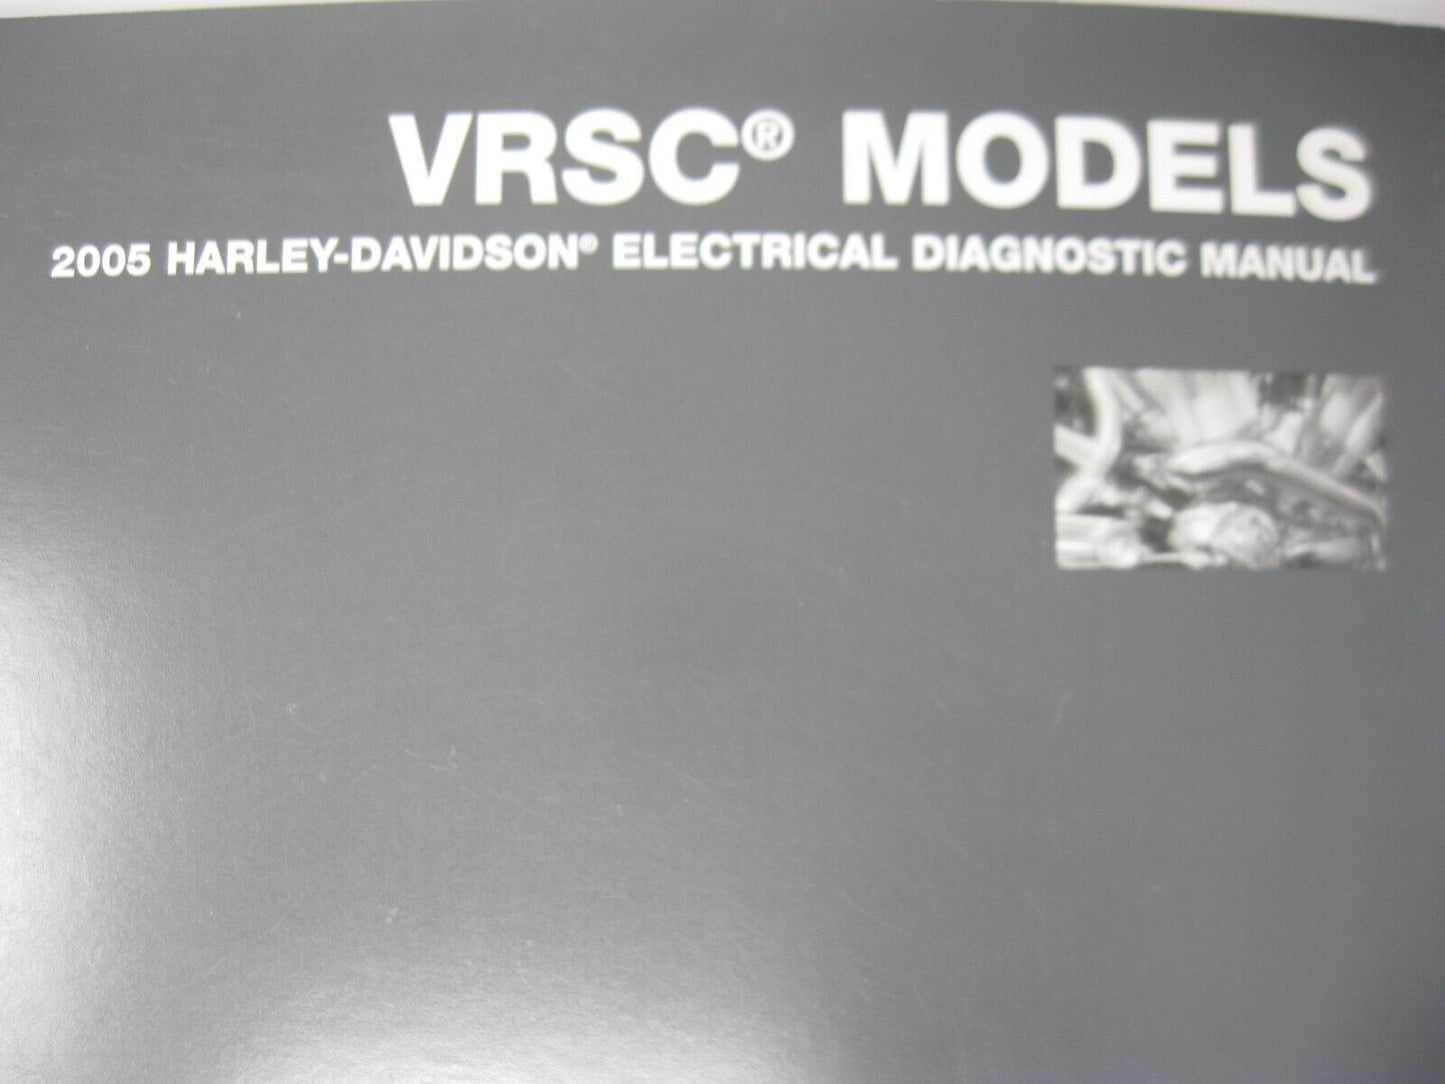 VRSC® MODELS
2005 HARLEY-DAVIDSON® ELECTRICAL DIAGNOSTIC MANUAL